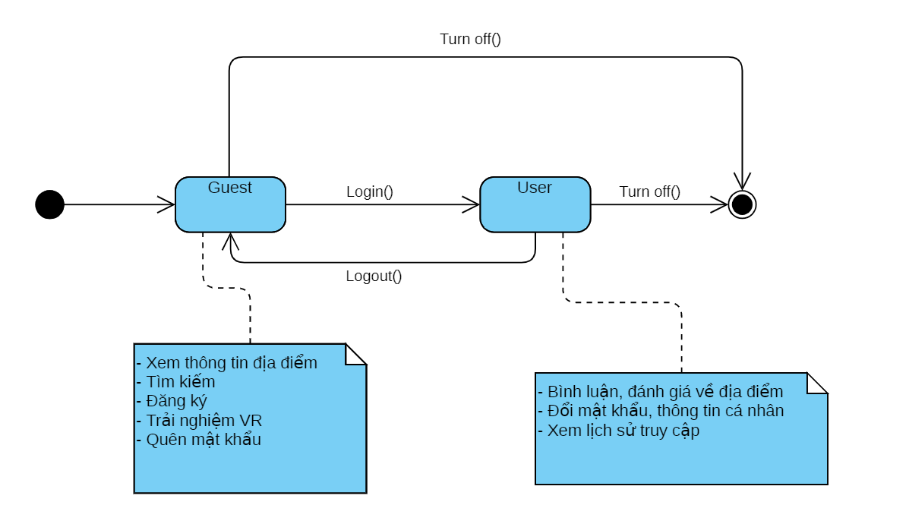 Turn off()
Guest
Login()
User
Turn off()
Logout()
- Xem thông tin địa điểm
- Tìm kiếm
- Đăng ký
- Trải nghiệm VR
- Quên mật khẩu
- Bình luận, đánh giá về địa điểm
- Đổi mật khẩu, thông tin cá nhân
- Xem lịch sử truy cập